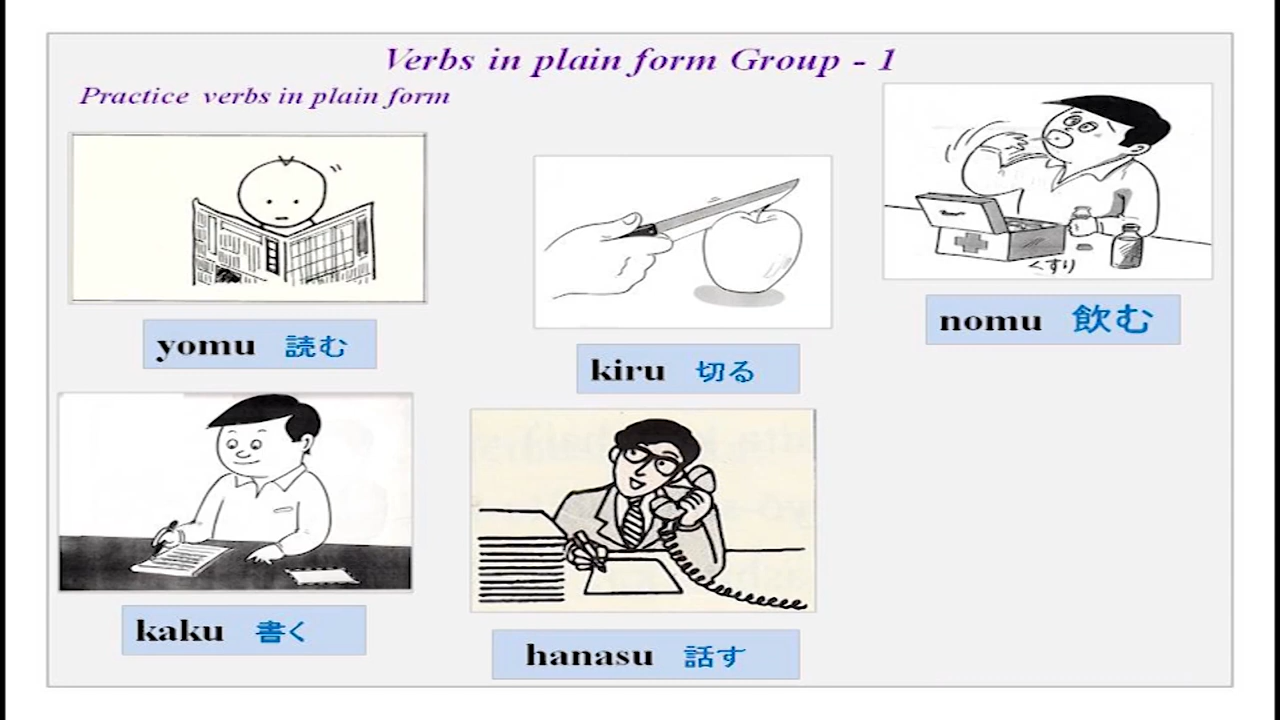 Verbs in plain form Group - 1
Practice verbs in plain form
くすり
yomu 読む
kiru 切る
nomu 飲む
kaku 書く
hanasu 話す